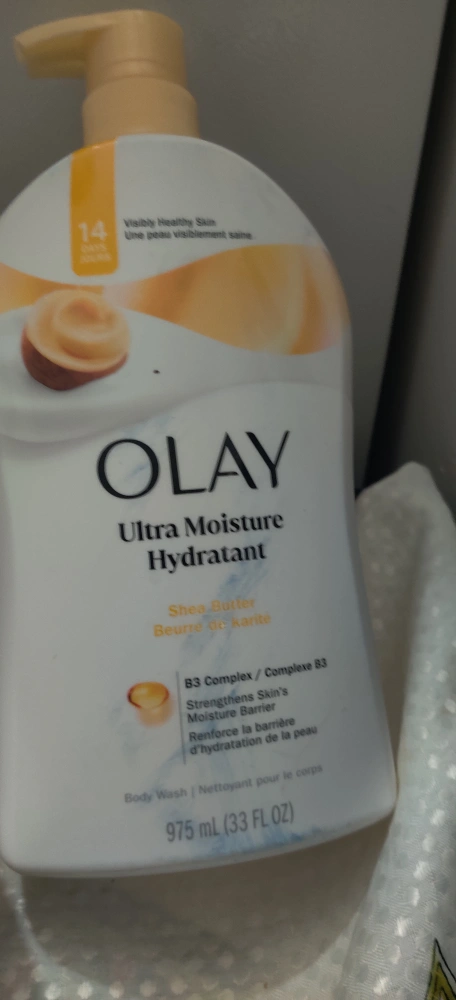 14
DAYS
JOURS
Visibly Healthy Skin
Une peau visiblement saine
OLAY
Ultra Moisture
Hydratant
Shea Butter
Beurre de karité
B3 Complex / Complexe B3
Strengthens Skin's
Moisture Barrier
Renforce la barrière
d'hydratation de la peau
Body Wash | Nettoyant pour le corps
975 mL (33 FL OZ)